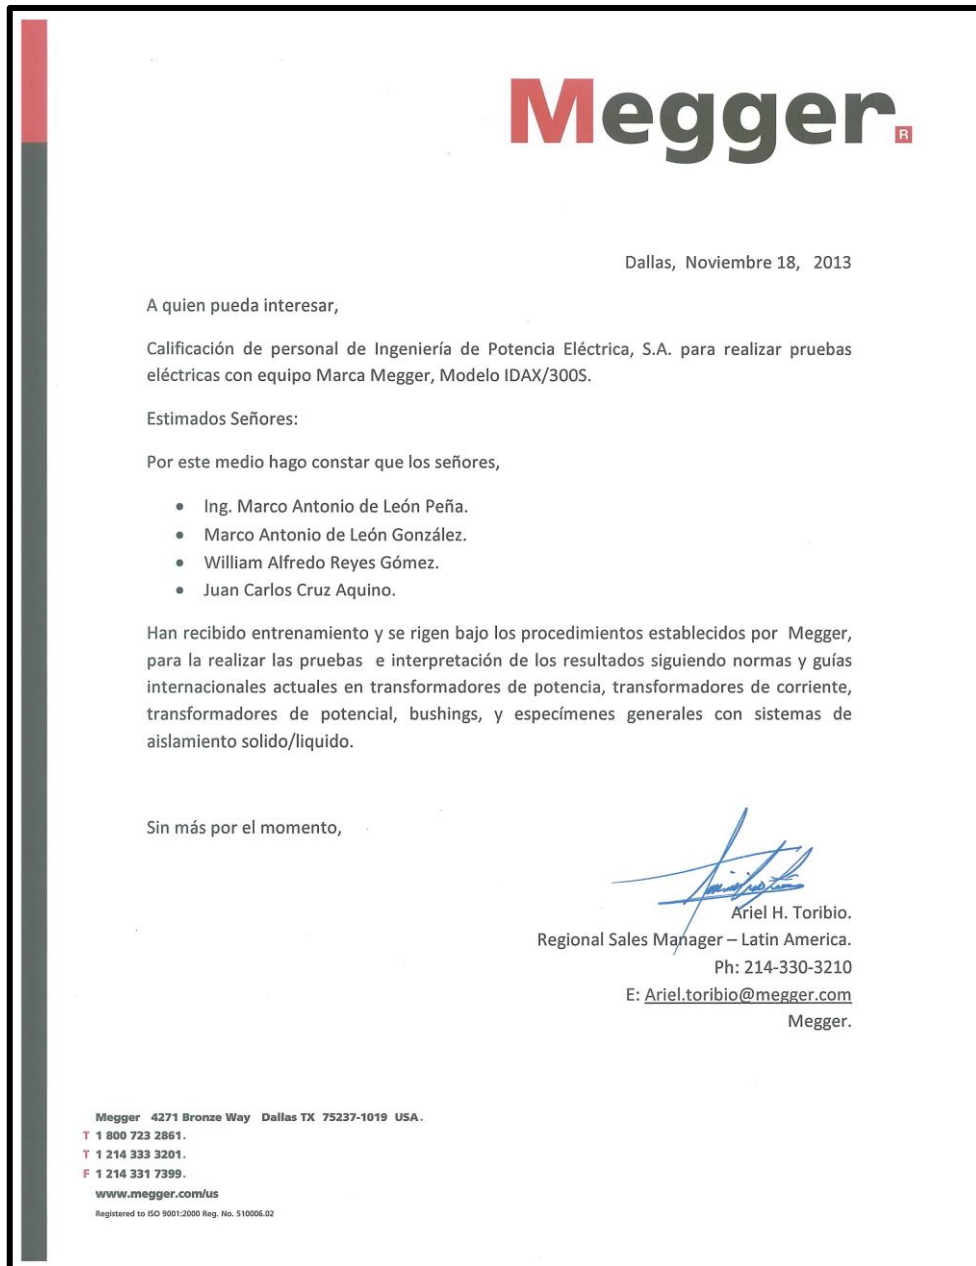 Megger.
R
Dallas, Noviembre 18, 2013
A quien pueda interesar,
Calificación de personal de Ingeniería de Potencia Eléctrica, S.A. para realizar pruebas
eléctricas con equipo Marca Megger, Modelo IDAX/300S.
Estimados Señores:
Por este medio hago constar que los señores,
• Ing. Marco Antonio de León Peña.
• Marco Antonio de León González.
• William Alfredo Reyes Gómez.
• Juan Carlos Cruz Aquino.
Han recibido entrenamiento y se rigen bajo los procedimientos establecidos por Megger,
para la realizar las pruebas e interpretación de los resultados siguiendo normas y guías
internacionales actuales en transformadores de potencia, transformadores de corriente,
transformadores de potencial, bushings, y especímenes generales con sistemas de
aislamiento solido/liquido.
Sin más por el momento,
Ariel H. Toribio.
Regional Sales Manager – Latin America.
Ph: 214-330-3210
E: Ariel.toribio@megger.com
Megger.
Megger 4271 Bronze Way Dallas TX 75237-1019 USA.
T 1 800 723 2861.
T 1 214 333 3201.
F 1 214 331 7399.
www.megger.com/us
Registered to ISO 9001:2000 Reg. No. 510006.02